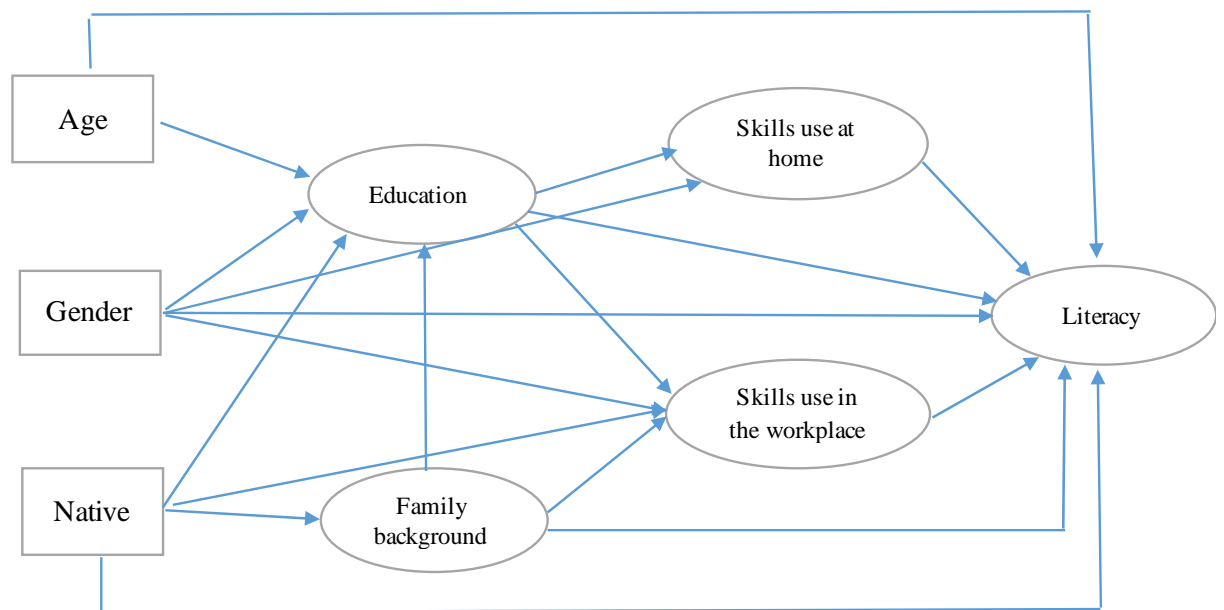 Age
Skills use at
home
Education
Gender
Literacy
Skills use in
the workplace
Native
Family
background